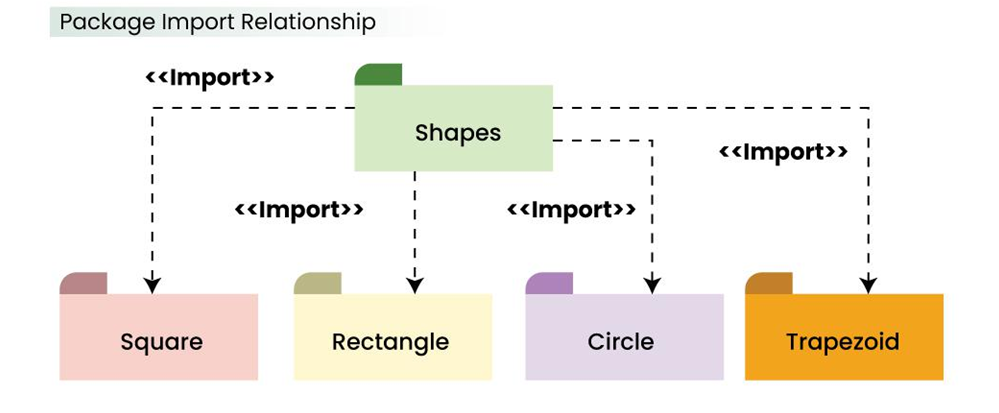 Package Import Relationship
<<Import>>
Shapes
<<Import>>
<<Import>>
<<Import>>
Square
Rectangle
Circle
Trapezoid